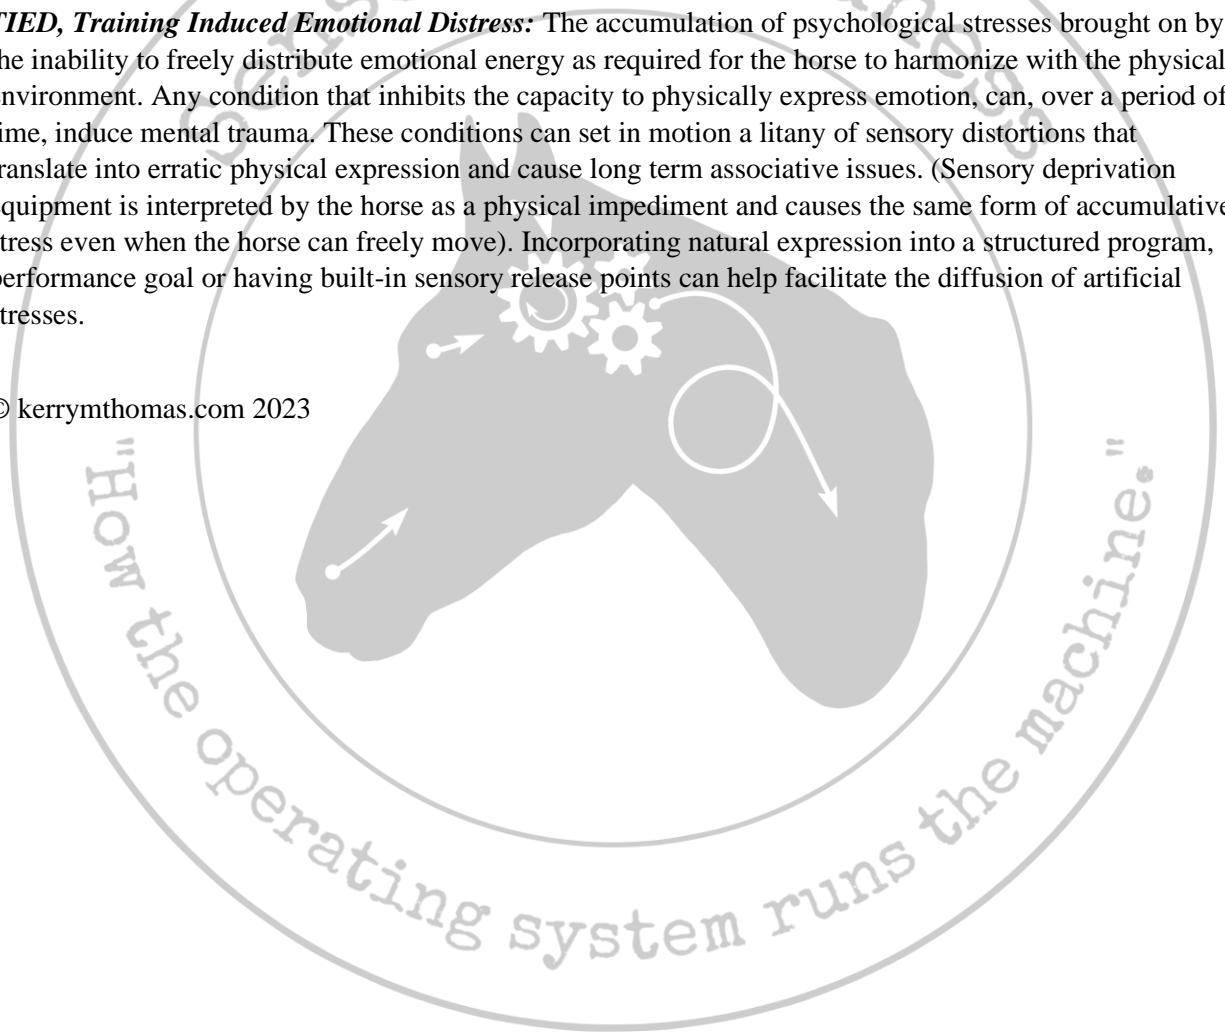 TIED, Training Induced Emotional Distress: The accumulation of psychological stresses brought on by
the inability to freely distribute emotional energy as required for the horse to harmonize with the physical
environment. Any condition that inhibits the capacity to physically express emotion, can, over a period of
time, induce mental trauma. These conditions can set in motion a litany of sensory distortions that
translate into erratic physical expression and cause long term associative issues. (Sensory deprivation
equipment is interpreted by the horse as a physical impediment and causes the same form of accumulative
stress even when the horse can freely move). Incorporating natural expression into a structured program,
performance goal or having built-in sensory release points can help facilitate the diffusion of artificial
stresses.
© kerrymthomas.com 2023
"How the operating system runs the machine."